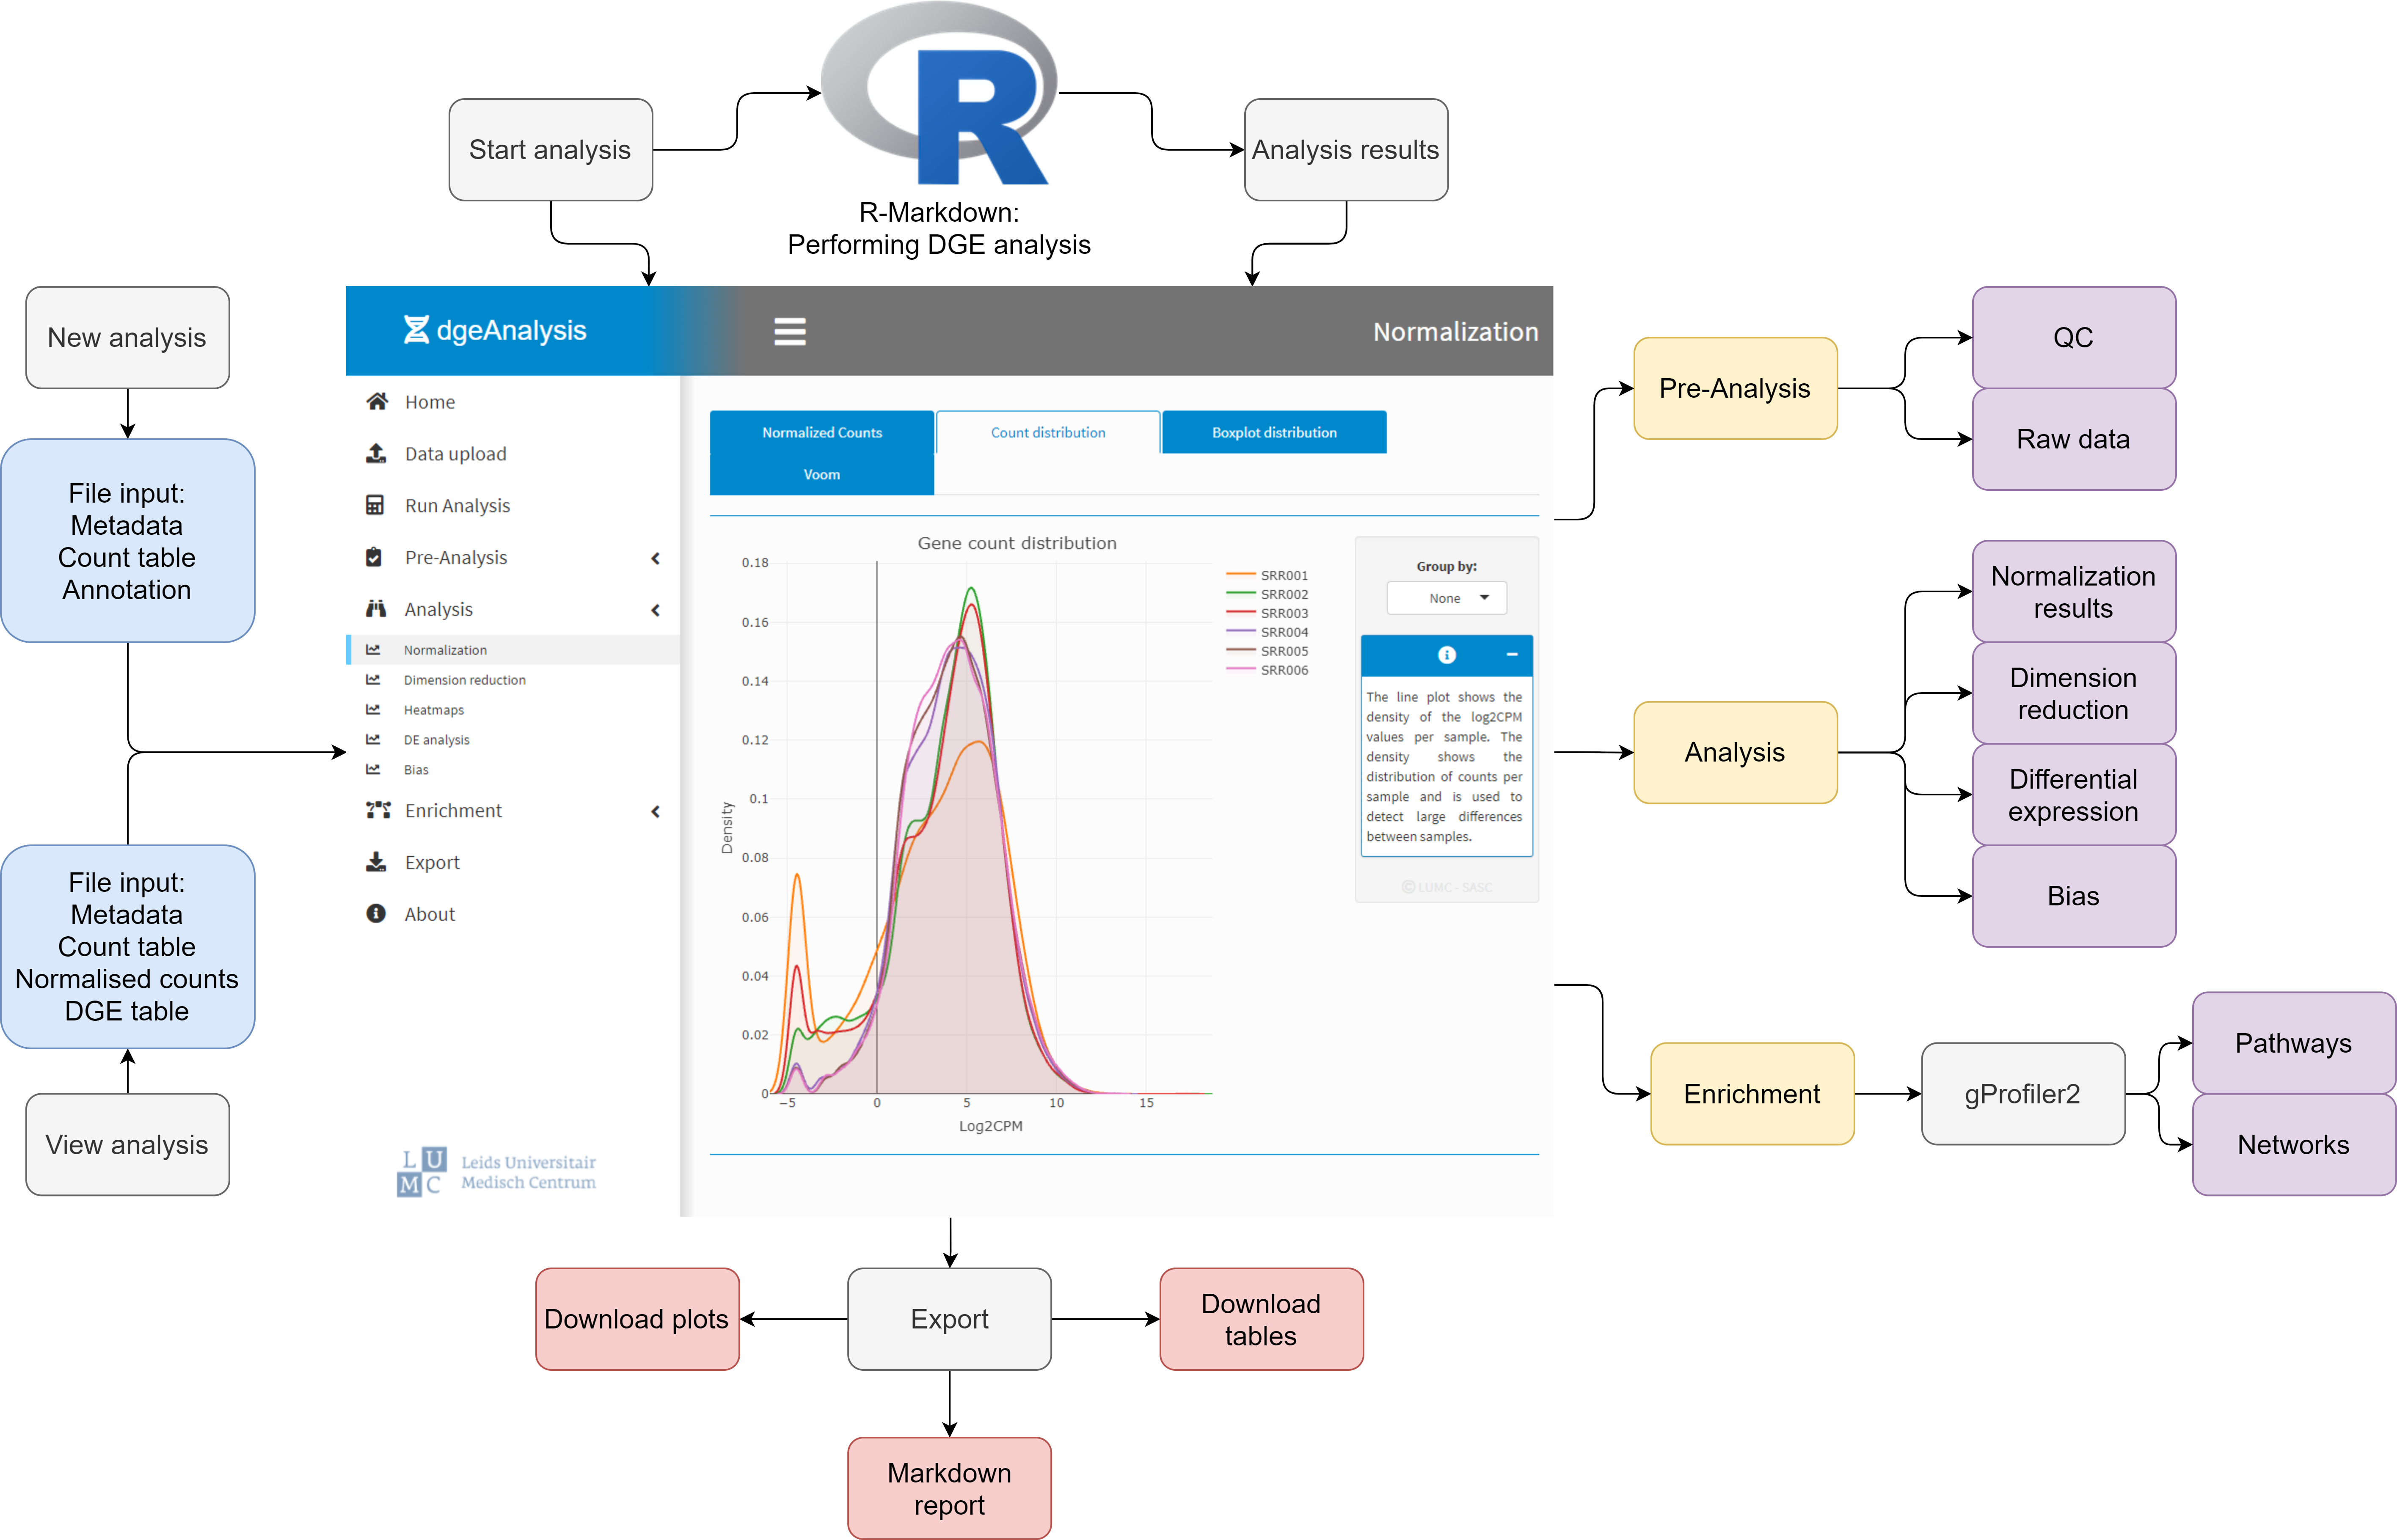 Start analysis
R
Analysis results
R-Markdown:
Performing DGE analysis
New analysis
File input:
Metadata
Count table
Annotation
File input:
Metadata
Count table
Normalised counts
DGE table
View analysis
dgeAnalysis
Normalization
Home
Data upload
Run Analysis
Pre-Analysis
Analysis
Normalization
Dimension reduction
Heatmaps
DE analysis
Bias
Enrichment
Export
About
LUMC
Leids Universitair
Medisch Centrum
Normalized Counts
Count distribution
Boxplot distribution
Voom
Gene count distribution
0.18
0.16
0.14
0.12
0.1
0.08
0.06
0.04
0.02
0
Density
−5
0
5
10
15
Log2CPM
SRR001
SRR002
SRR003
SRR004
SRR005
SRR006
Group by:
None
The line plot shows the
density of the log2CPM
values per sample. The
density shows the
distribution of counts per
sample and is used to
detect large differences
between samples.
© LUMC - SASC
Pre-Analysis
QC
Raw data
Analysis
Normalization
results
Dimension
reduction
Differential
expression
Bias
Enrichment
gProfiler2
Pathways
Networks
Download plots
Export
Download
tables
Markdown
report